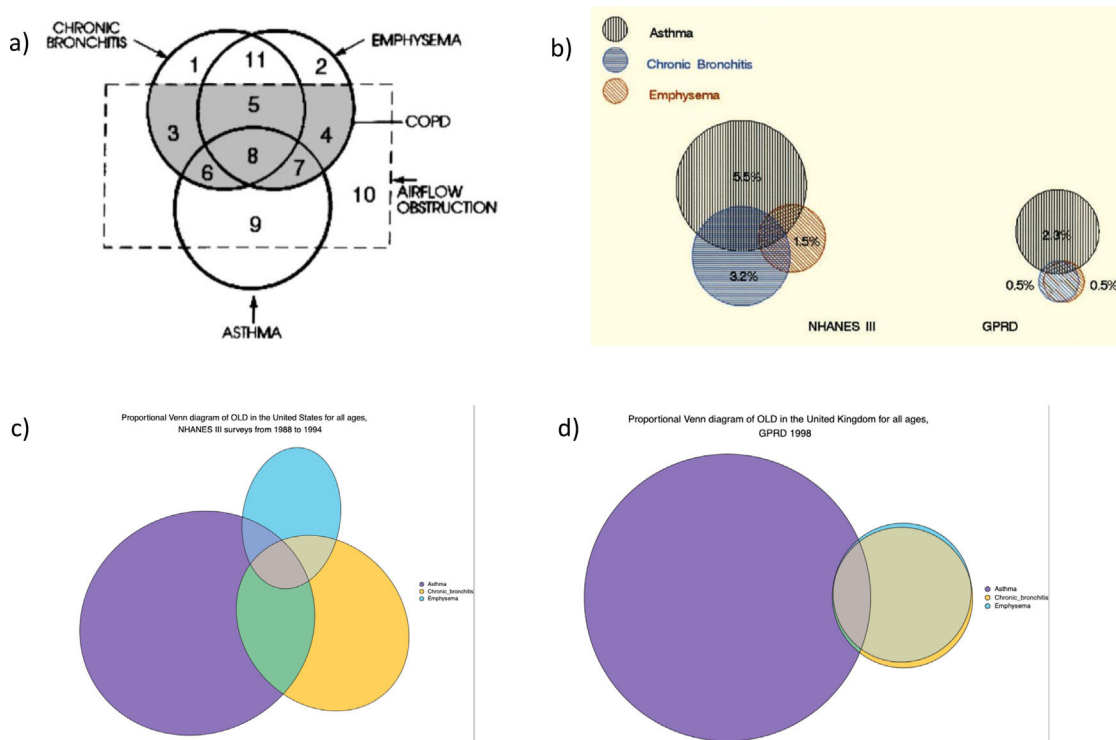 a)
CHRONIC
BRONCHITIS
EMPHYSEMA
1
11
2
5
3
4
COPD
8
6
7
10
AIRFLOW
OBSTRUCTION
9
ASTHMA
b)
Asthma
Chronic Bronchitis
Emphysema
5.5%
1.5%
3.2%
2.3%
0.5%
0.5%
NHANES III
GPRD
c)
Proportional Venn diagram of OLD in the United States for all ages,
NHANES III surveys from 1988 to 1994
Asthma
Chronic_bronchitis
Emphysema
d)
Proportional Venn diagram of OLD in the United Kingdom for all ages,
GPRD 1998
Asthma
Chronic_bronchitis
Emphysema